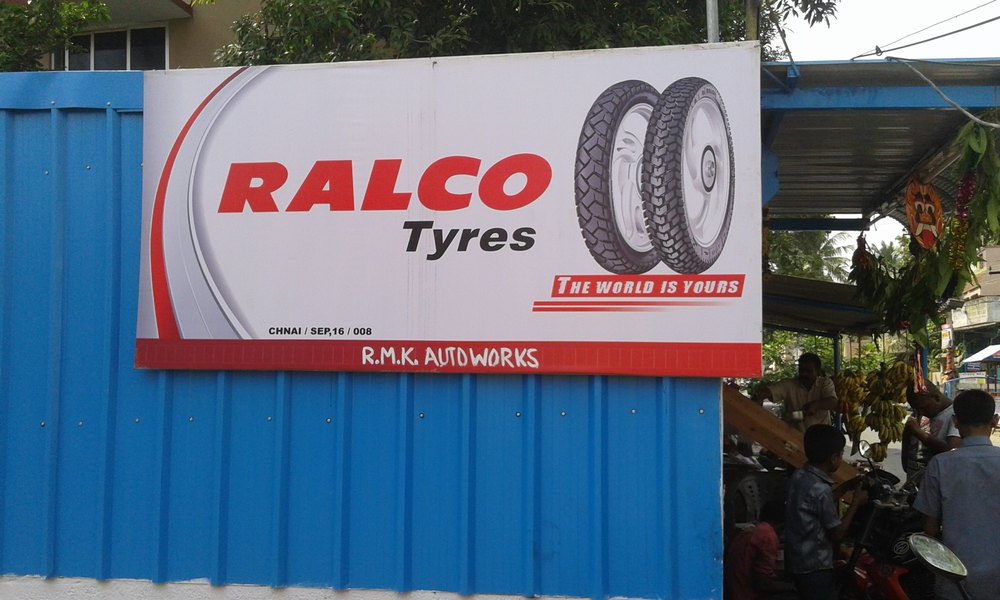 RALCO
Tyres
THE WORLD IS YOURS
CHNAI / SEP,16 / 008
R.M.K. AUTOWORKS